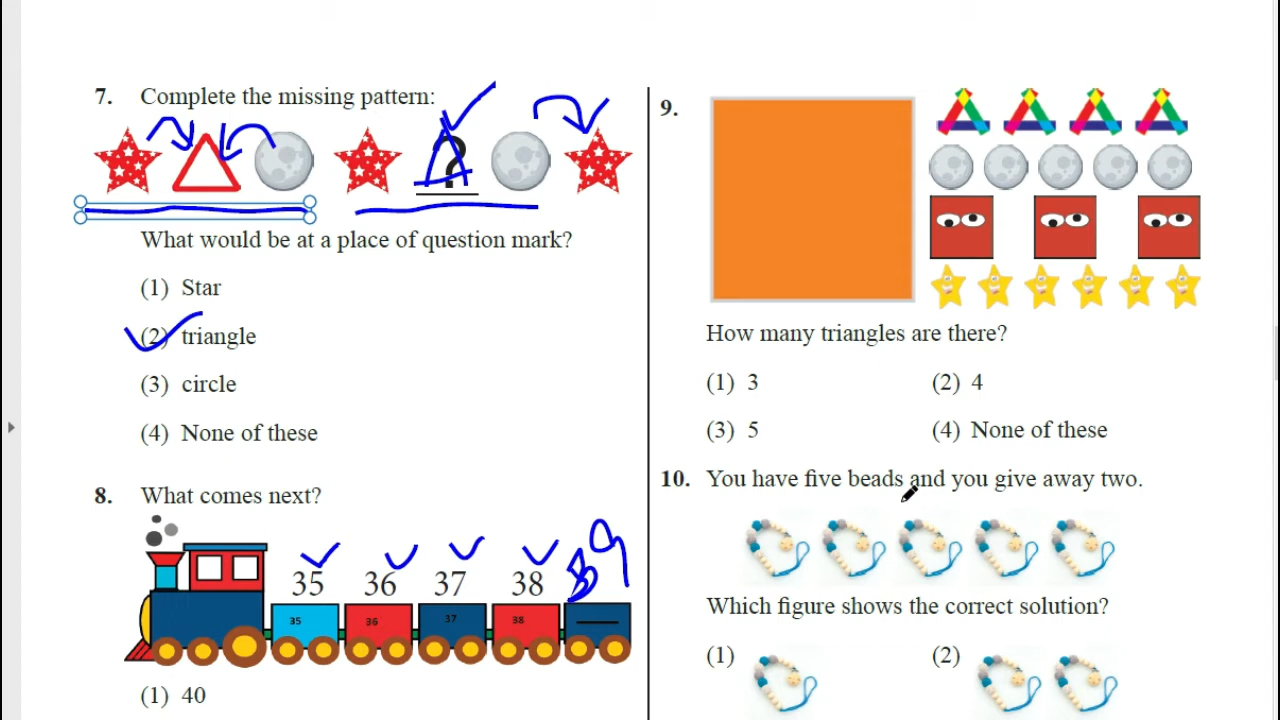 7. Complete the missing pattern:
?
What would be at a place of question mark?
(1) Star
(2) triangle
(3) circle
(4) None of these
8. What comes next?
35 36 37 38 39
35 36 37 38
(1) 40
9.
How many triangles are there?
(1) 3 (2) 4
(3) 5 (4) None of these
10. You have five beads and you give away two.
Which figure shows the correct solution?
(1) (2)